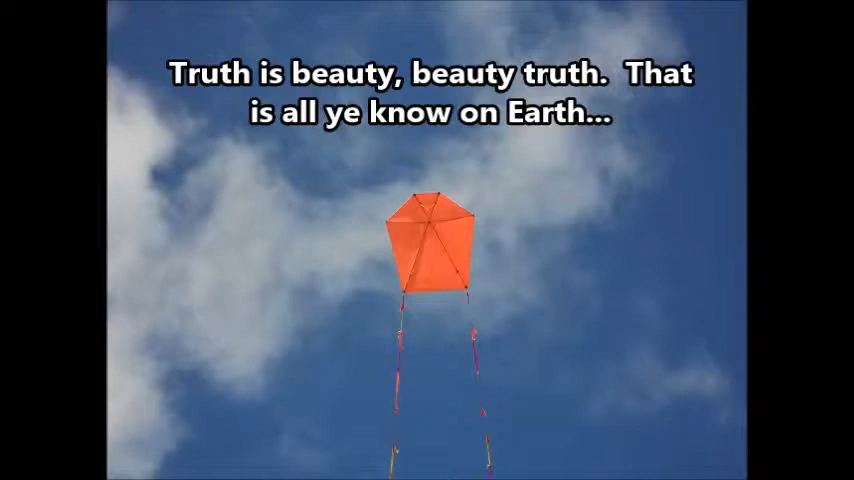 Truth is beauty, beauty truth.  That
is all ye know on Earth...